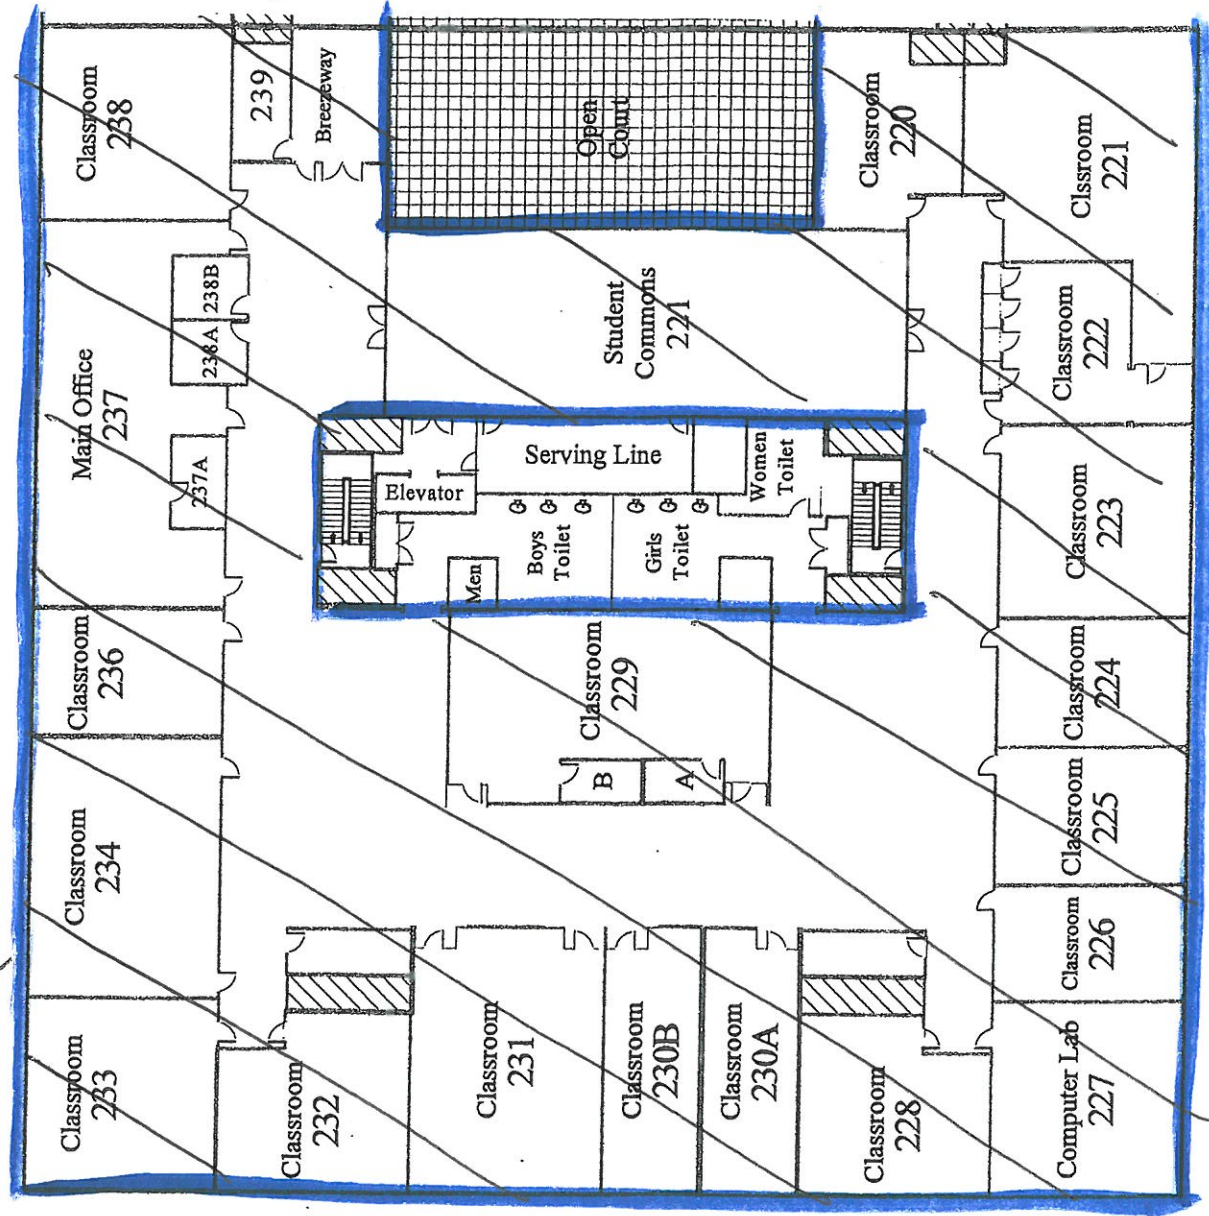 Classroom
238
239
Breezeway
Open
Court
Classroom
220
Clssroom
221
238B
238A
Main Office
237
237A
Student
Commons
221
Classroom
222
Serving Line
Women
Toilet
Elevator
Boys
Toilet
Girls
Toilet
Men
Classroom
223
Classroom
236
Classroom
229
Classroom
224
B
A
Classroom
234
Classroom
225
Classroom
226
Classroom
233
Classroom
232
Classroom
231
Classroom
230B
Classroom
230A
Classroom
228
Computer Lab
227